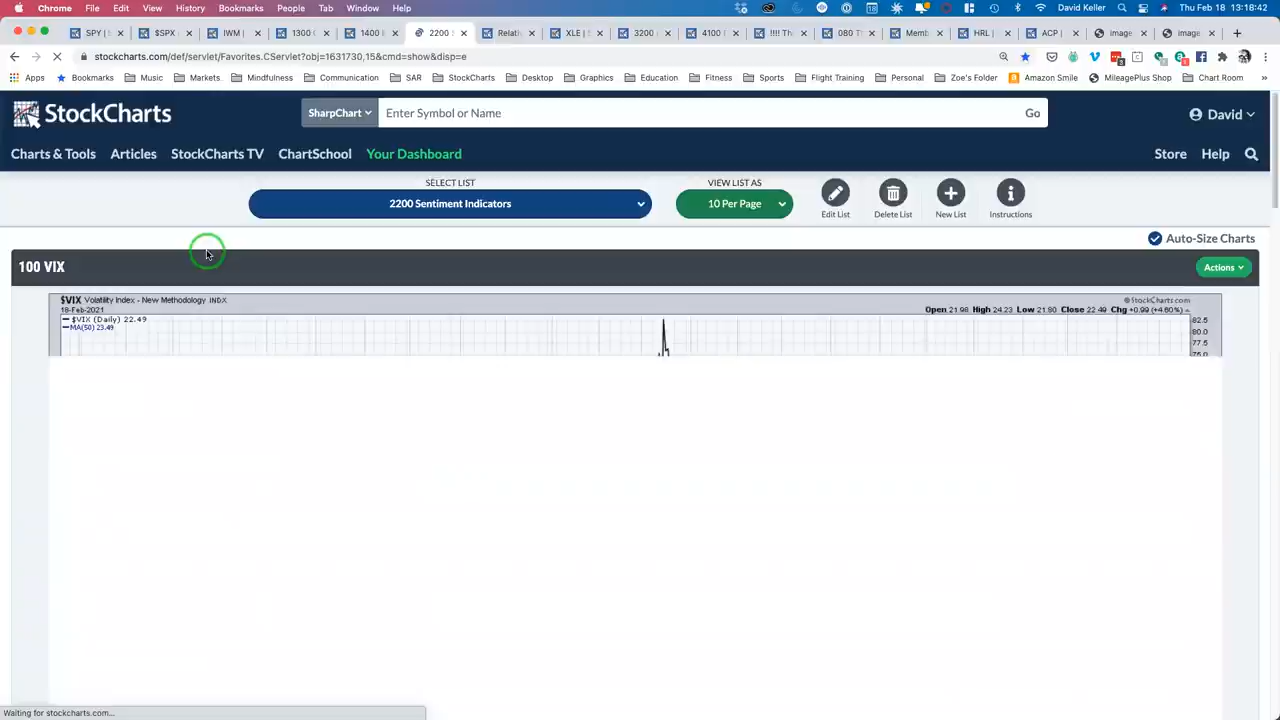 Chrome File Edit View History Bookmarks People Tab Window Help David Keller Thu Feb 18 13:18:42
SPY | $SPX IWM | 1300 1400 2200 Relati XLE | 3200 4100 !!!! The 080 T Memb HRL | ACP | image image
stockcharts.com/def/servlet/Favorites.CServlet?obj=1631730,15&cmd=show&disp=e
Apps Bookmarks Music Markets Mindfulness Communication SAR StockCharts Desktop Graphics Education Fitness Sports Flight Training Personal Zoe's Folder Amazon Smile MileagePlus Shop Chart Room »
StockCharts SharpChart Enter Symbol or Name Go David
Charts & Tools Articles StockCharts TV ChartSchool Your Dashboard Store Help
SELECT LIST VIEW LIST AS
2200 Sentiment Indicators 10 Per Page
Edit List Delete List New List Instructions
Auto-Size Charts
100 VIX Actions
$VIX Volatility Index - New Methodology INDX © StockCharts.com
18-Feb-2021 Open 21.98 High 24.23 Low 21.80 Close 22.49 Chg +0.99 (+4.60%)
$VIX (Daily) 22.49 82.5
MA(50) 23.49 80.0
77.5
75.0
Waiting for stockcharts.com...